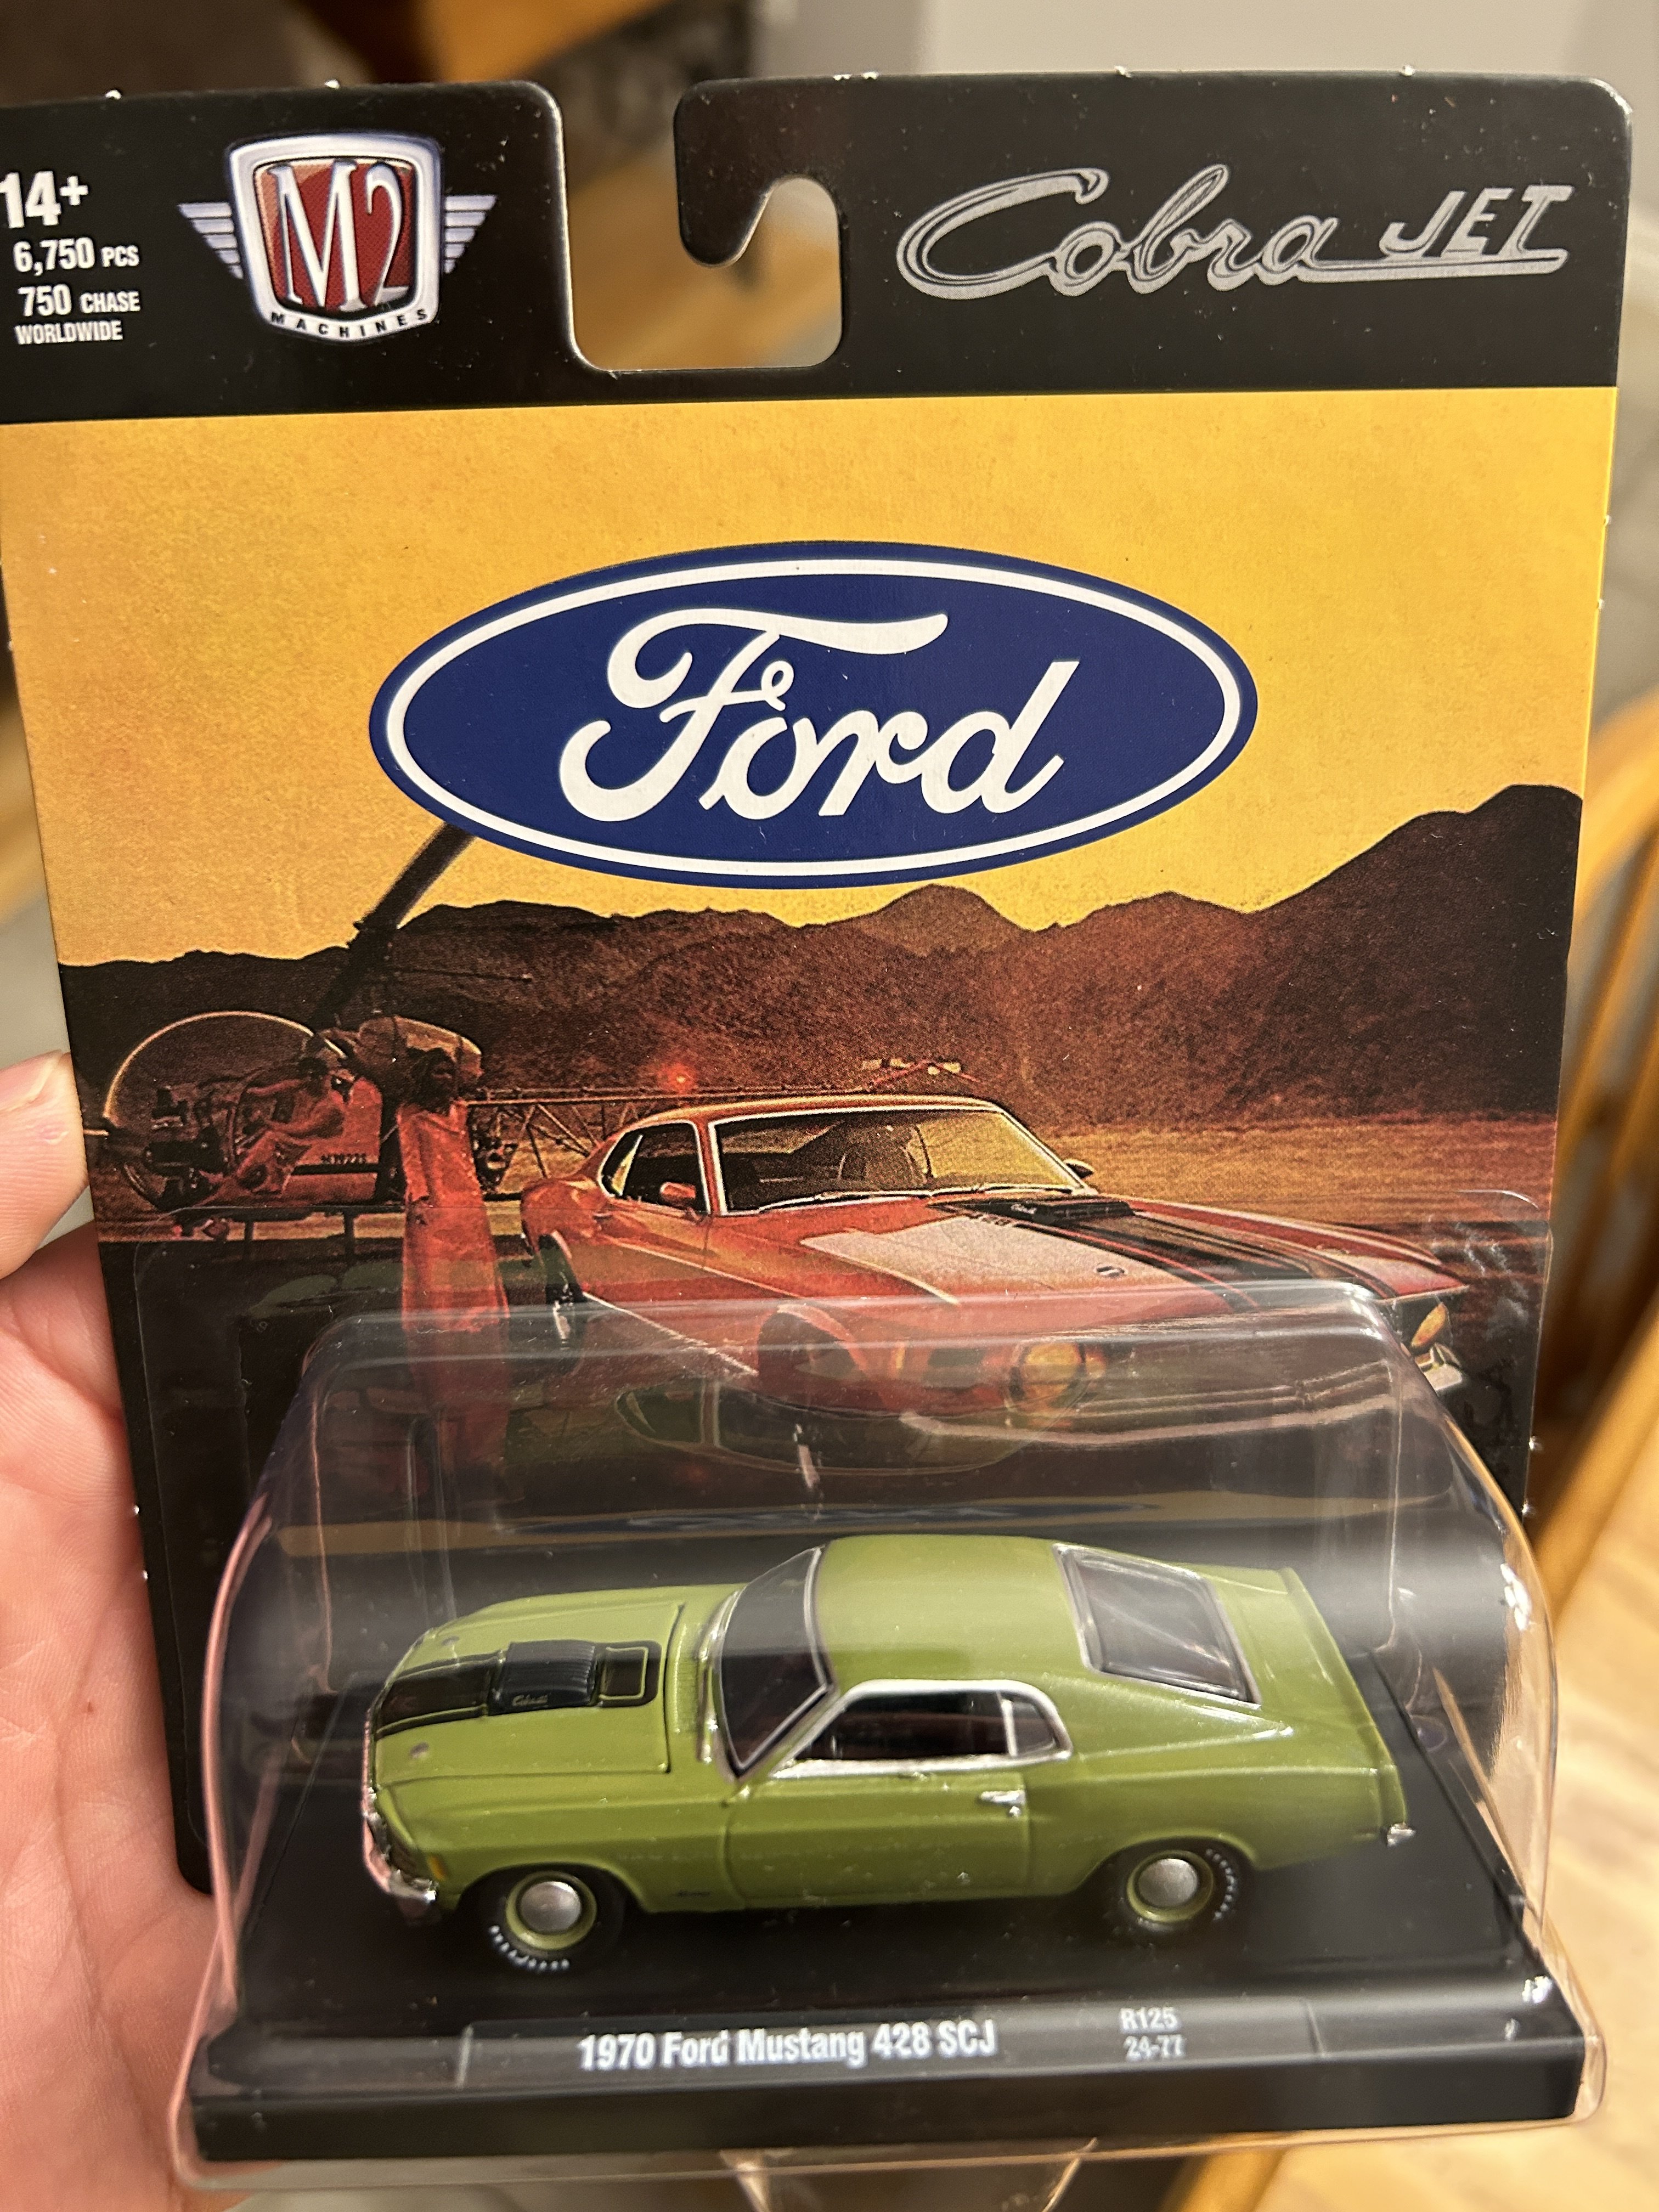 14+
6,750 PCS
750 CHASE
WORLDWIDE
M2
MACHINES
Cobra JET
Ford
1970 Ford Mustang 428 SCJ
R125
24-77